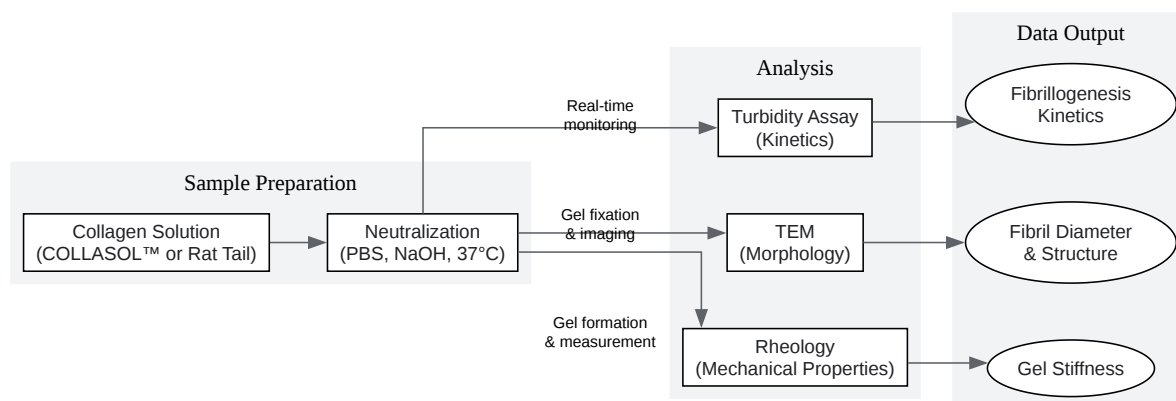 Data Output
Analysis
Fibrillogenesis
Kinetics
Real-time
monitoring
Turbidity Assay
(Kinetics)
Sample Preparation
Collagen Solution
(COLLASOL™ or Rat Tail)
Neutralization
(PBS, NaOH, 37°C)
Gel fixation
& imaging
TEM
(Morphology)
Fibril Diameter
& Structure
Gel formation
& measurement
Rheology
(Mechanical Properties)
Gel Stiffness